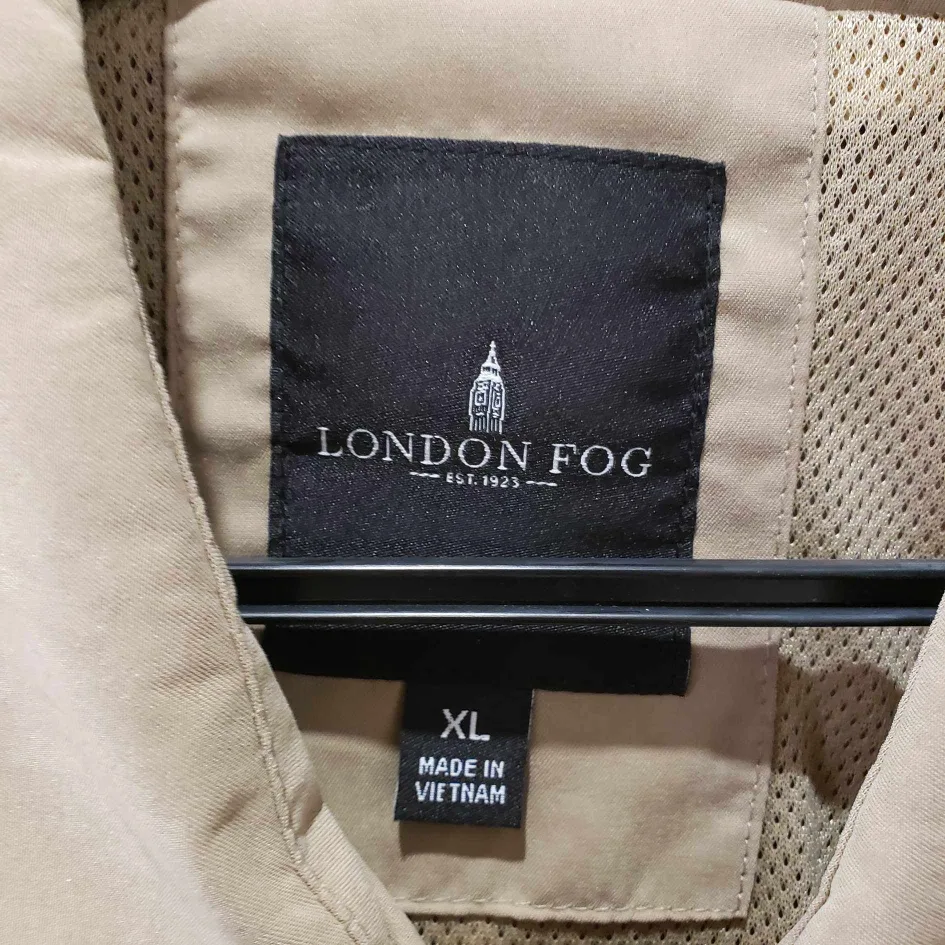 LONDON FOG
EST. 1923
XL
MADE IN
VIETNAM